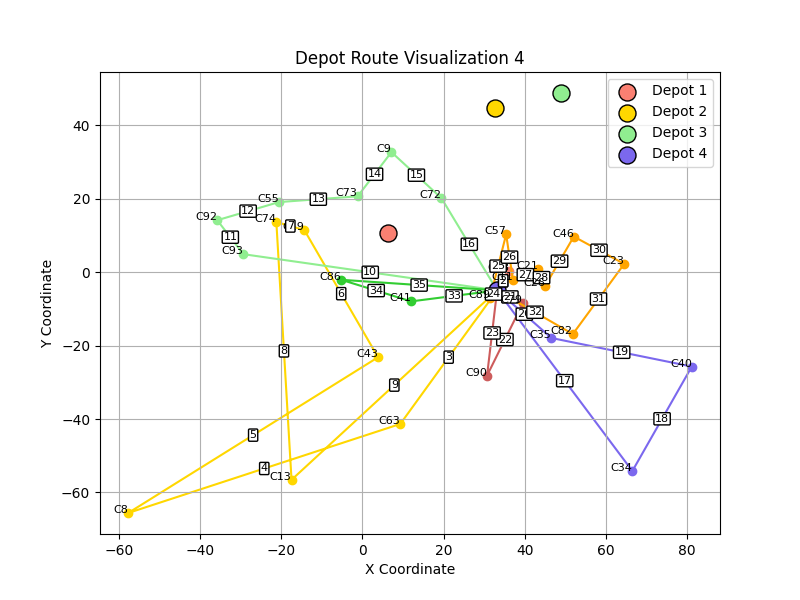 Depot Route Visualization 4
Depot 1
Depot 2
Depot 3
Depot 4
Y Coordinate
40
20
0
−20
−40
−60
−60
−40
−20
0
20
40
60
80
X Coordinate
C9
14
15
C73
C72
C55
13
12
C92
C74
7
11
C93
10
16
C57
C46
26
30
C23
25
29
C21
27
28
2
C86
35
34
6
C41
33
24
32
31
C82
C35
23
22
19
C40
C90
8
C43
3
9
17
18
C63
5
4
C13
C34
C8